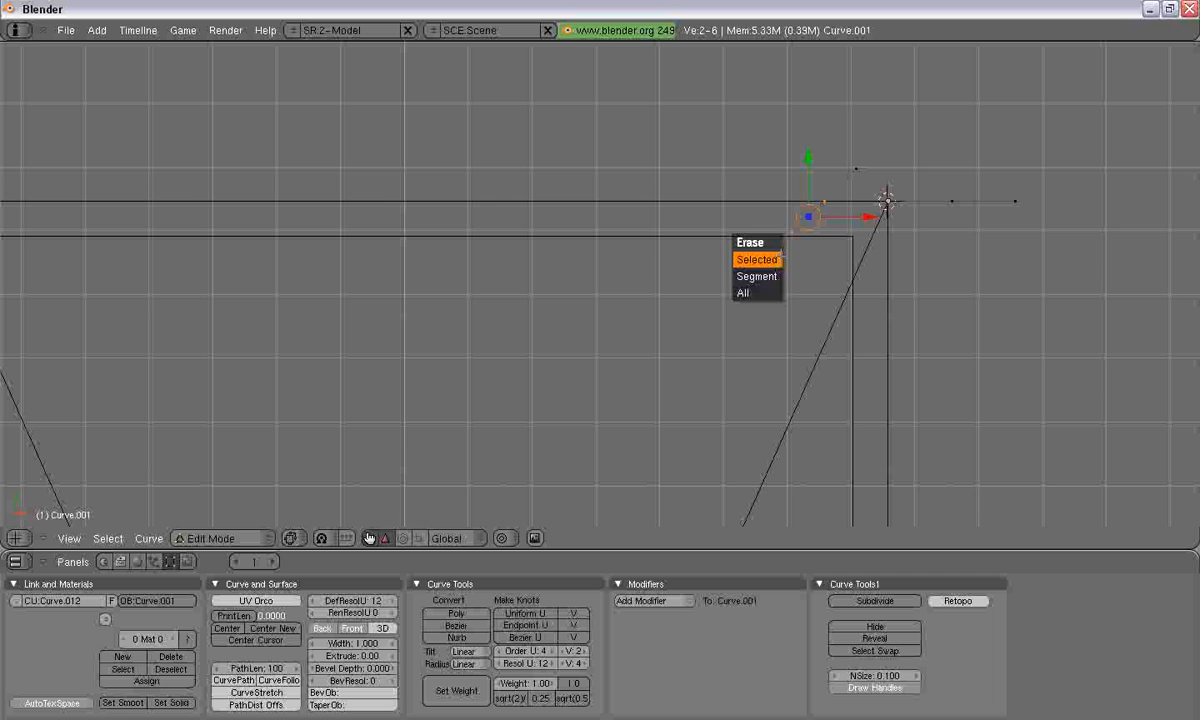 Blender
File Add Timeline Game Render Help SR:2-Model SCE:Scene www.blender.org 249 Ve:2-6 | Mem:5.33M (0.39M) Curve.001
Erase
Selected
Segment
All
(1) Curve.001
View Select Curve Edit Mode Global
Panels 1
Link and Materials
CU:Curve.012 F OB:Curve.001
0 Mat 0 ?
New Delete
Select Deselect
Assign
AutoTexSpace Set Smoot Set Solid
Curve and Surface
UV Orco
PrintLen 0.0000
Center Center New
Center Cursor
PathLen: 100
CurvePath CurveFollo
CurveStretch
PathDist Offs
DefResolU: 12
RenResolU 0
Back Front 3D
Width: 1.000
Extrude: 0.00
Bevel Depth: 0.000
BevResol: 0
BevOb:
TaperOb:
Curve Tools
Convert Make Knots
Poly Uniform U V
Bezier Endpoint U V
Nurb Bezier U V
Tilt Linear Order U: 4 V: 2
Radius Linear Resol U: 12 V: 4
Set Weight Weight: 1.00 1.0
sqrt(2)/ 0.25 sqrt(0.5
Modifiers
Add Modifier To: Curve.001
Curve Tools1
Subdivide Retopo
Hide
Reveal
Select Swap
NSize: 0.100
Draw Handles